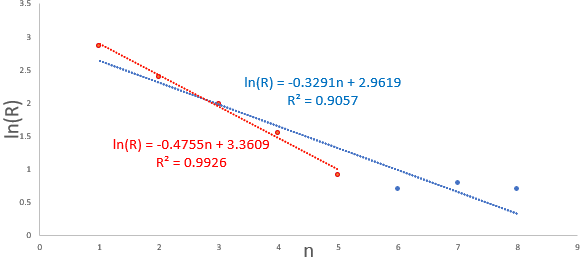 3.5
3
2.5
2
1.5
1
0.5
0
ln(R)
ln(R) = -0.3291n + 2.9619
R² = 0.9057
ln(R) = -0.4755n + 3.3609
R² = 0.9926
0 1 2 3 4 5 6 7 8 9
n